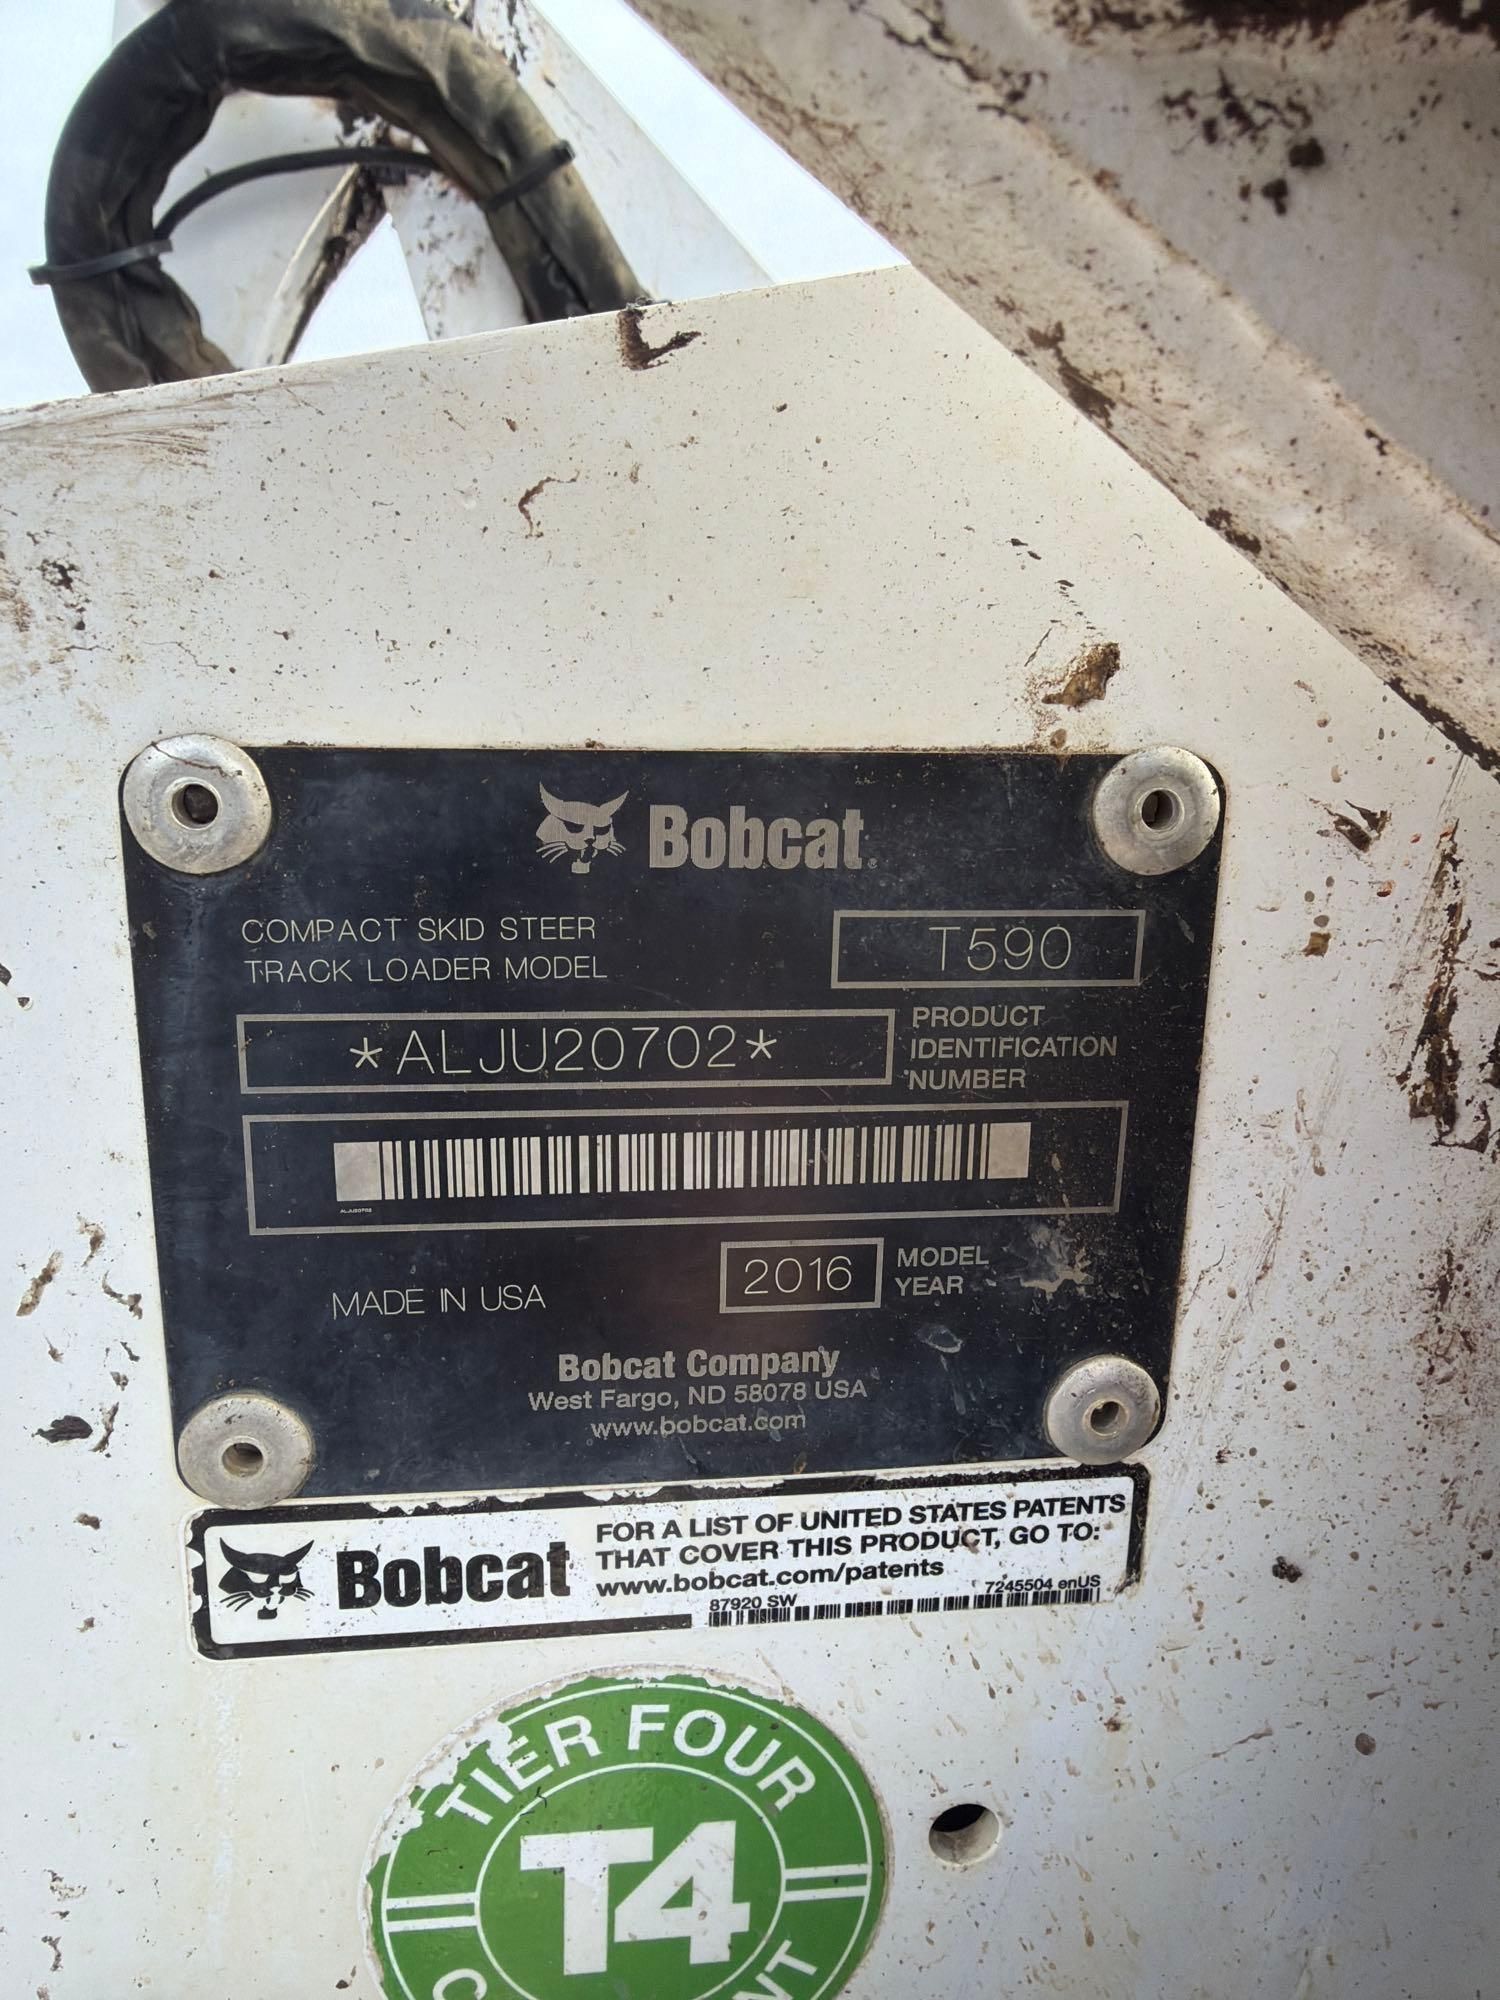 Bobcat®
COMPACT SKID STEER
TRACK LOADER MODEL
T590
*ALJU20702*
PRODUCT
IDENTIFICATION
NUMBER
ALJU20702
MADE IN USA
2016
MODEL
YEAR
Bobcat Company
West Fargo, ND 58078 USA
www.bobcat.com
Bobcat
FOR A LIST OF UNITED STATES PATENTS
THAT COVER THIS PRODUCT, GO TO:
www.bobcat.com/patents
87920 SW
7245504 enUS
TIER FOUR
T4